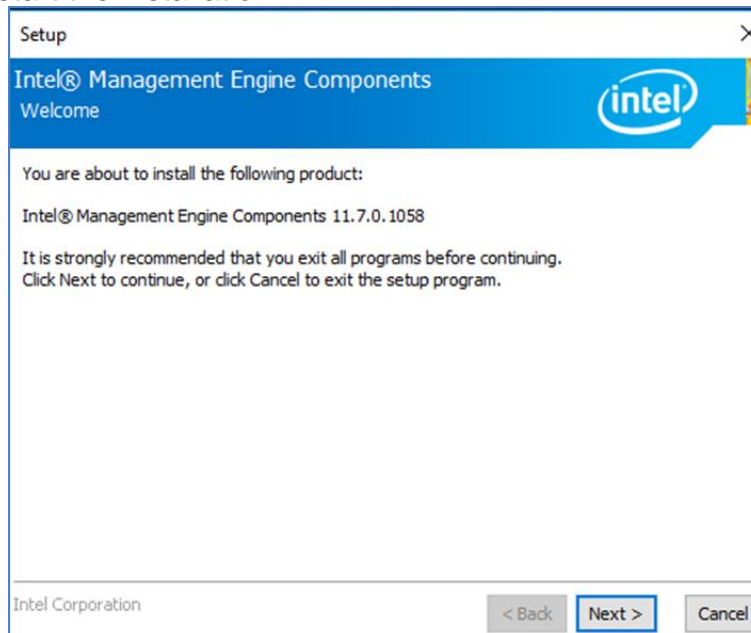 Setup
Intel® Management Engine Components
Welcome
intel
You are about to install the following product:
Intel® Management Engine Components 11.7.0.1058
It is strongly recommended that you exit all programs before continuing.
Click Next to continue, or click Cancel to exit the setup program.
Intel Corporation
< Back Next > Cancel